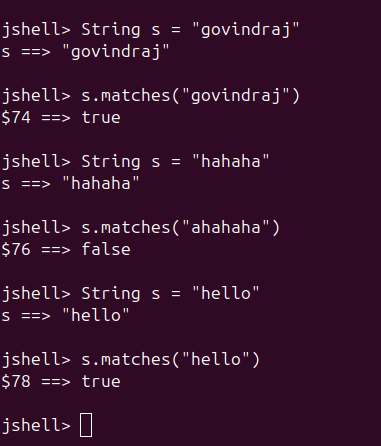 jshell> String s = "govindraj"
s ==> "govindraj"
jshell> s.matches("govindraj")
$74 ==> true
jshell> String s = "hahaha"
s ==> "hahaha"
jshell> s.matches("ahahaha")
$76 ==> false
jshell> String s = "hello"
s ==> "hello"
jshell> s.matches("hello")
$78 ==> true
jshell>